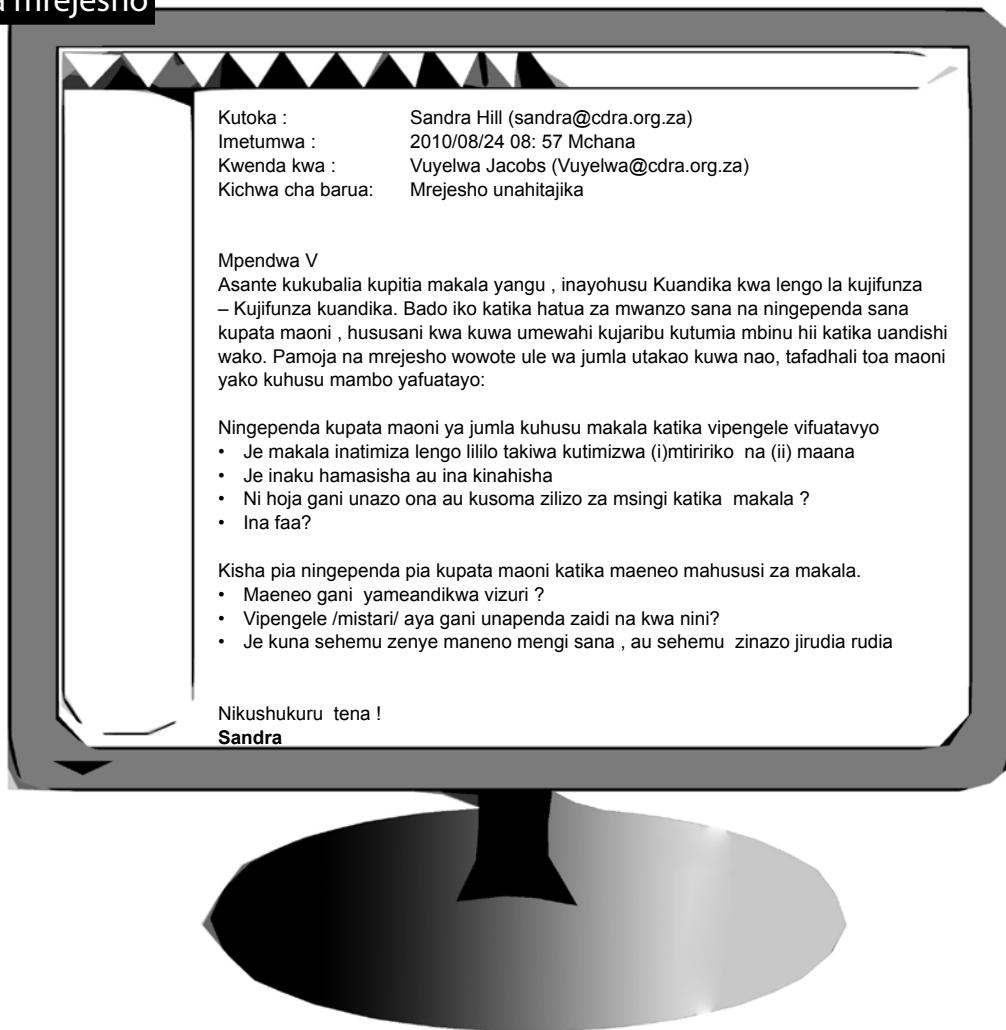 mrejesho
Kutoka : Sandra Hill (sandra@cdra.org.za)
Imetumwa : 2010/08/24 08: 57 Mchana
Kwenda kwa : Vuyelwa Jacobs (Vuyelwa@cdra.org.za)
Kichwa cha barua: Mrejesho unahitajika
Mpendwa V
Asante kukubalia kupitia makala yangu , inayohusu Kuandika kwa lengo la kujifunza
– Kujifunza kuandika. Bado iko katika hatua za mwanzo sana na ningependa sana
kupata maoni , hususani kwa kuwa umewahi kujaribu kutumia mbinu hii katika uandishi
wako. Pamoja na mrejesho wowote ule wa jumla utakao kuwa nao, tafadhali toa maoni
yako kuhusu mambo yafuatayo:
Ningependa kupata maoni ya jumla kuhusu makala katika vipengele vifuatavyo
• Je makala inatimiza lengo lililo takiwa kutimizwa (i)mtiririko na (ii) maana
• Je inaku hamasisha au ina kinahisha
• Ni hoja gani unazo ona au kusoma zilizo za msingi katika makala ?
• Ina faa?
Kisha pia ningependa pia kupata maoni katika maeneo mahususi za makala.
• Maeneo gani yameandikwa vizuri ?
• Vipengele /mistari/ aya gani unapenda zaidi na kwa nini?
• Je kuna sehemu zenye maneno mengi sana , au sehemu zinazo jirudia rudia
Nikushukuru tena !
Sandra